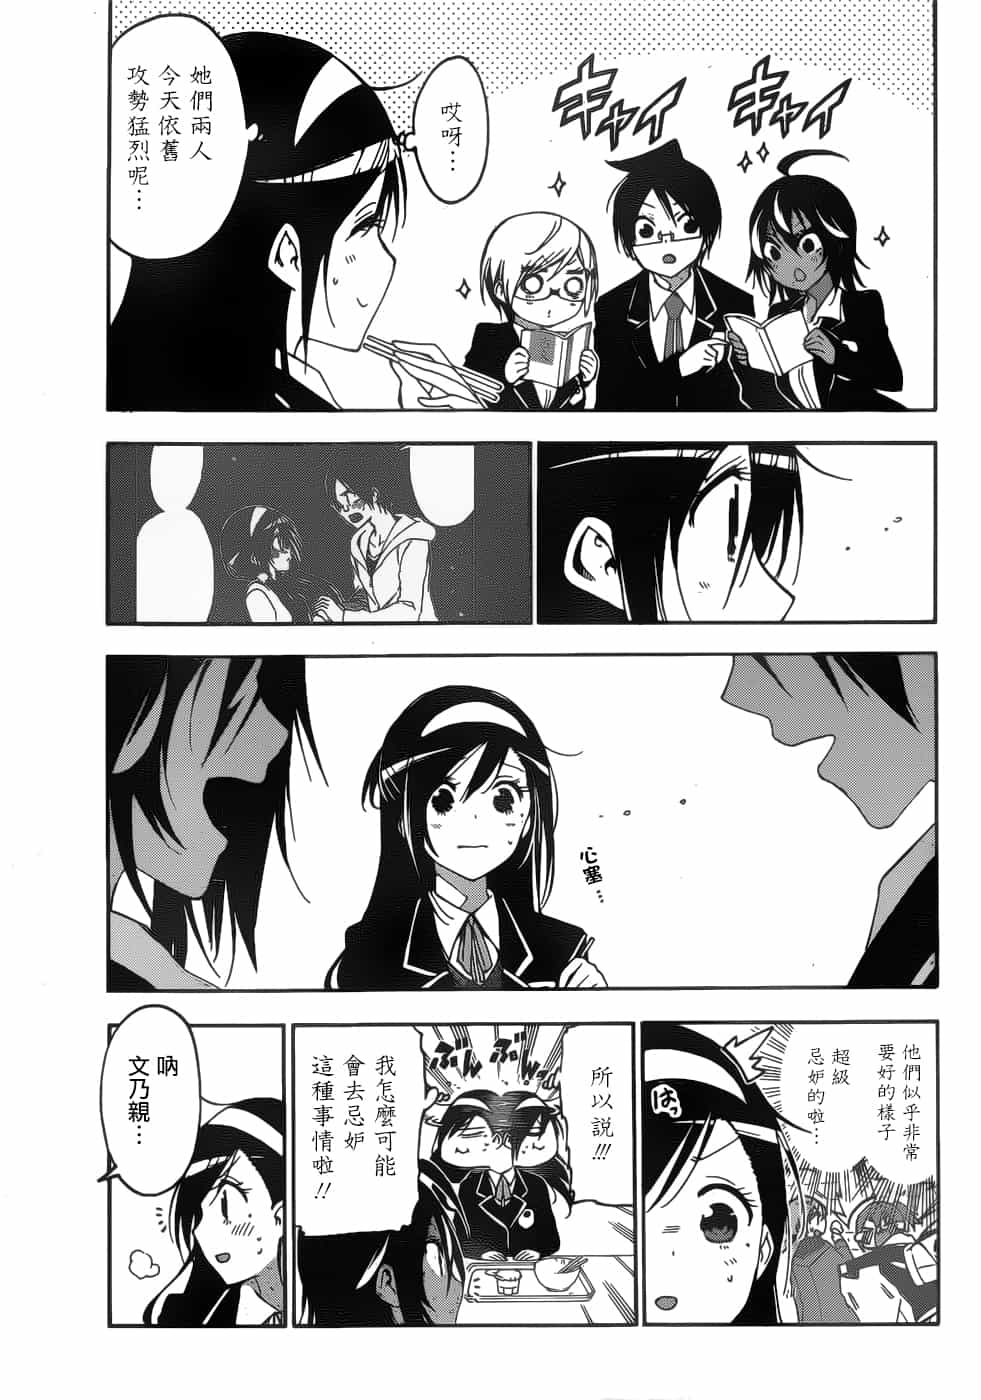 キャイ
キャイ
哎呀…
她們兩人
今天依舊
攻勢猛烈呢…
心塞…
他們似乎非常
要好的樣子
超級
忌妒的啦…
はっ
所以說!!!
ぶんぶん
我怎麼可能
會去忌妒
這種事情啦!!
吶
文乃親…